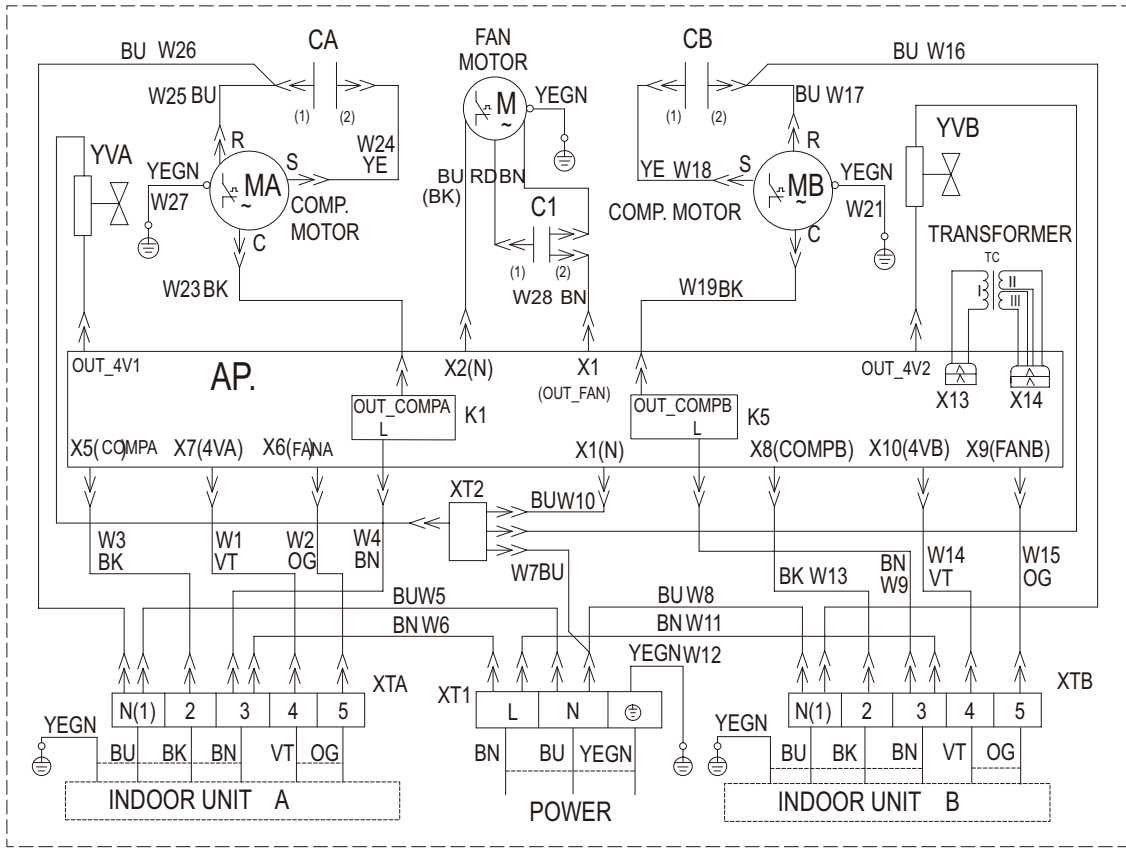 BU W26
CA
FAN
MOTOR
CB
BU W16
W25 BU
(1)
(2)
M
~
YEGN
(1)
(2)
BU W17
YVA
R
W24
YE
R
YVB
YEGN
S
YE W18
S
YEGN
W27
MA
~
COMP.
MOTOR
BU
(BK)
RD
BN
C1
COMP. MOTOR
MB
~
W21
C
C
TRANSFORMER
TC
(1)
(2)
I
II
III
W23 BK
W28 BN
W19 BK
OUT_4V1
AP.
X2(N)
X1
(OUT_FAN)
OUT_4V2
X13
X14
OUT_COMPA
L
K1
OUT_COMPB
L
K5
X5( )COMPA
X7(4VA)
X6(FANA
X1(N)
X8(COMPB)
X10(4VB)
X9(FANB)
XT2
BUW10
W3
BK
W1
VT
W2
OG
W4
BN
W7BU
BK W13
BN
W9
W14
VT
W15
OG
BUW5
BU W8
BN W6
BN W11
YEGNW12
XTA
XT1
XTB
N(1) 2 3 4 5
L N
N(1) 2 3 4 5
YEGN
BU
BK
BN
VT
OG
BN
BU
YEGN
YEGN
BU
BK
BN
VT
OG
INDOOR UNIT A
POWER
INDOOR UNIT B